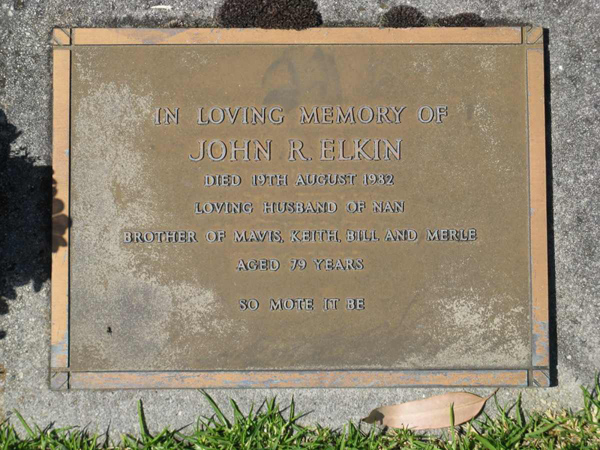 IN LOVING MEMORY OF
JOHN R. ELKIN
DIED 19TH AUGUST 1982
LOVING HUSBAND OF NAN
BROTHER OF MAVIS, KEITH, BILL AND MERLE
AGED 79 YEARS
SO MOTE IT BE